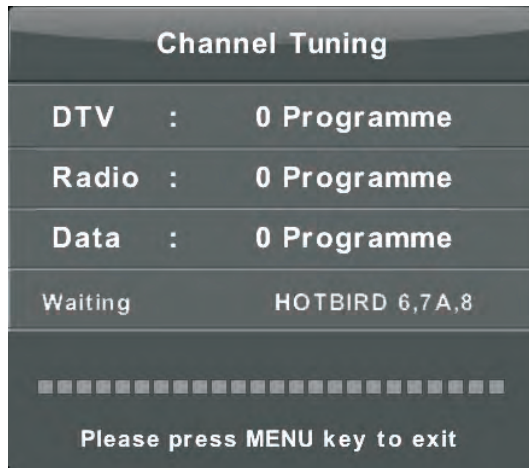 Channel Tuning
DTV : 0 Programme
Radio : 0 Programme
Data : 0 Programme
Waiting HOTBIRD 6,7A,8
Please press MENU key to exit